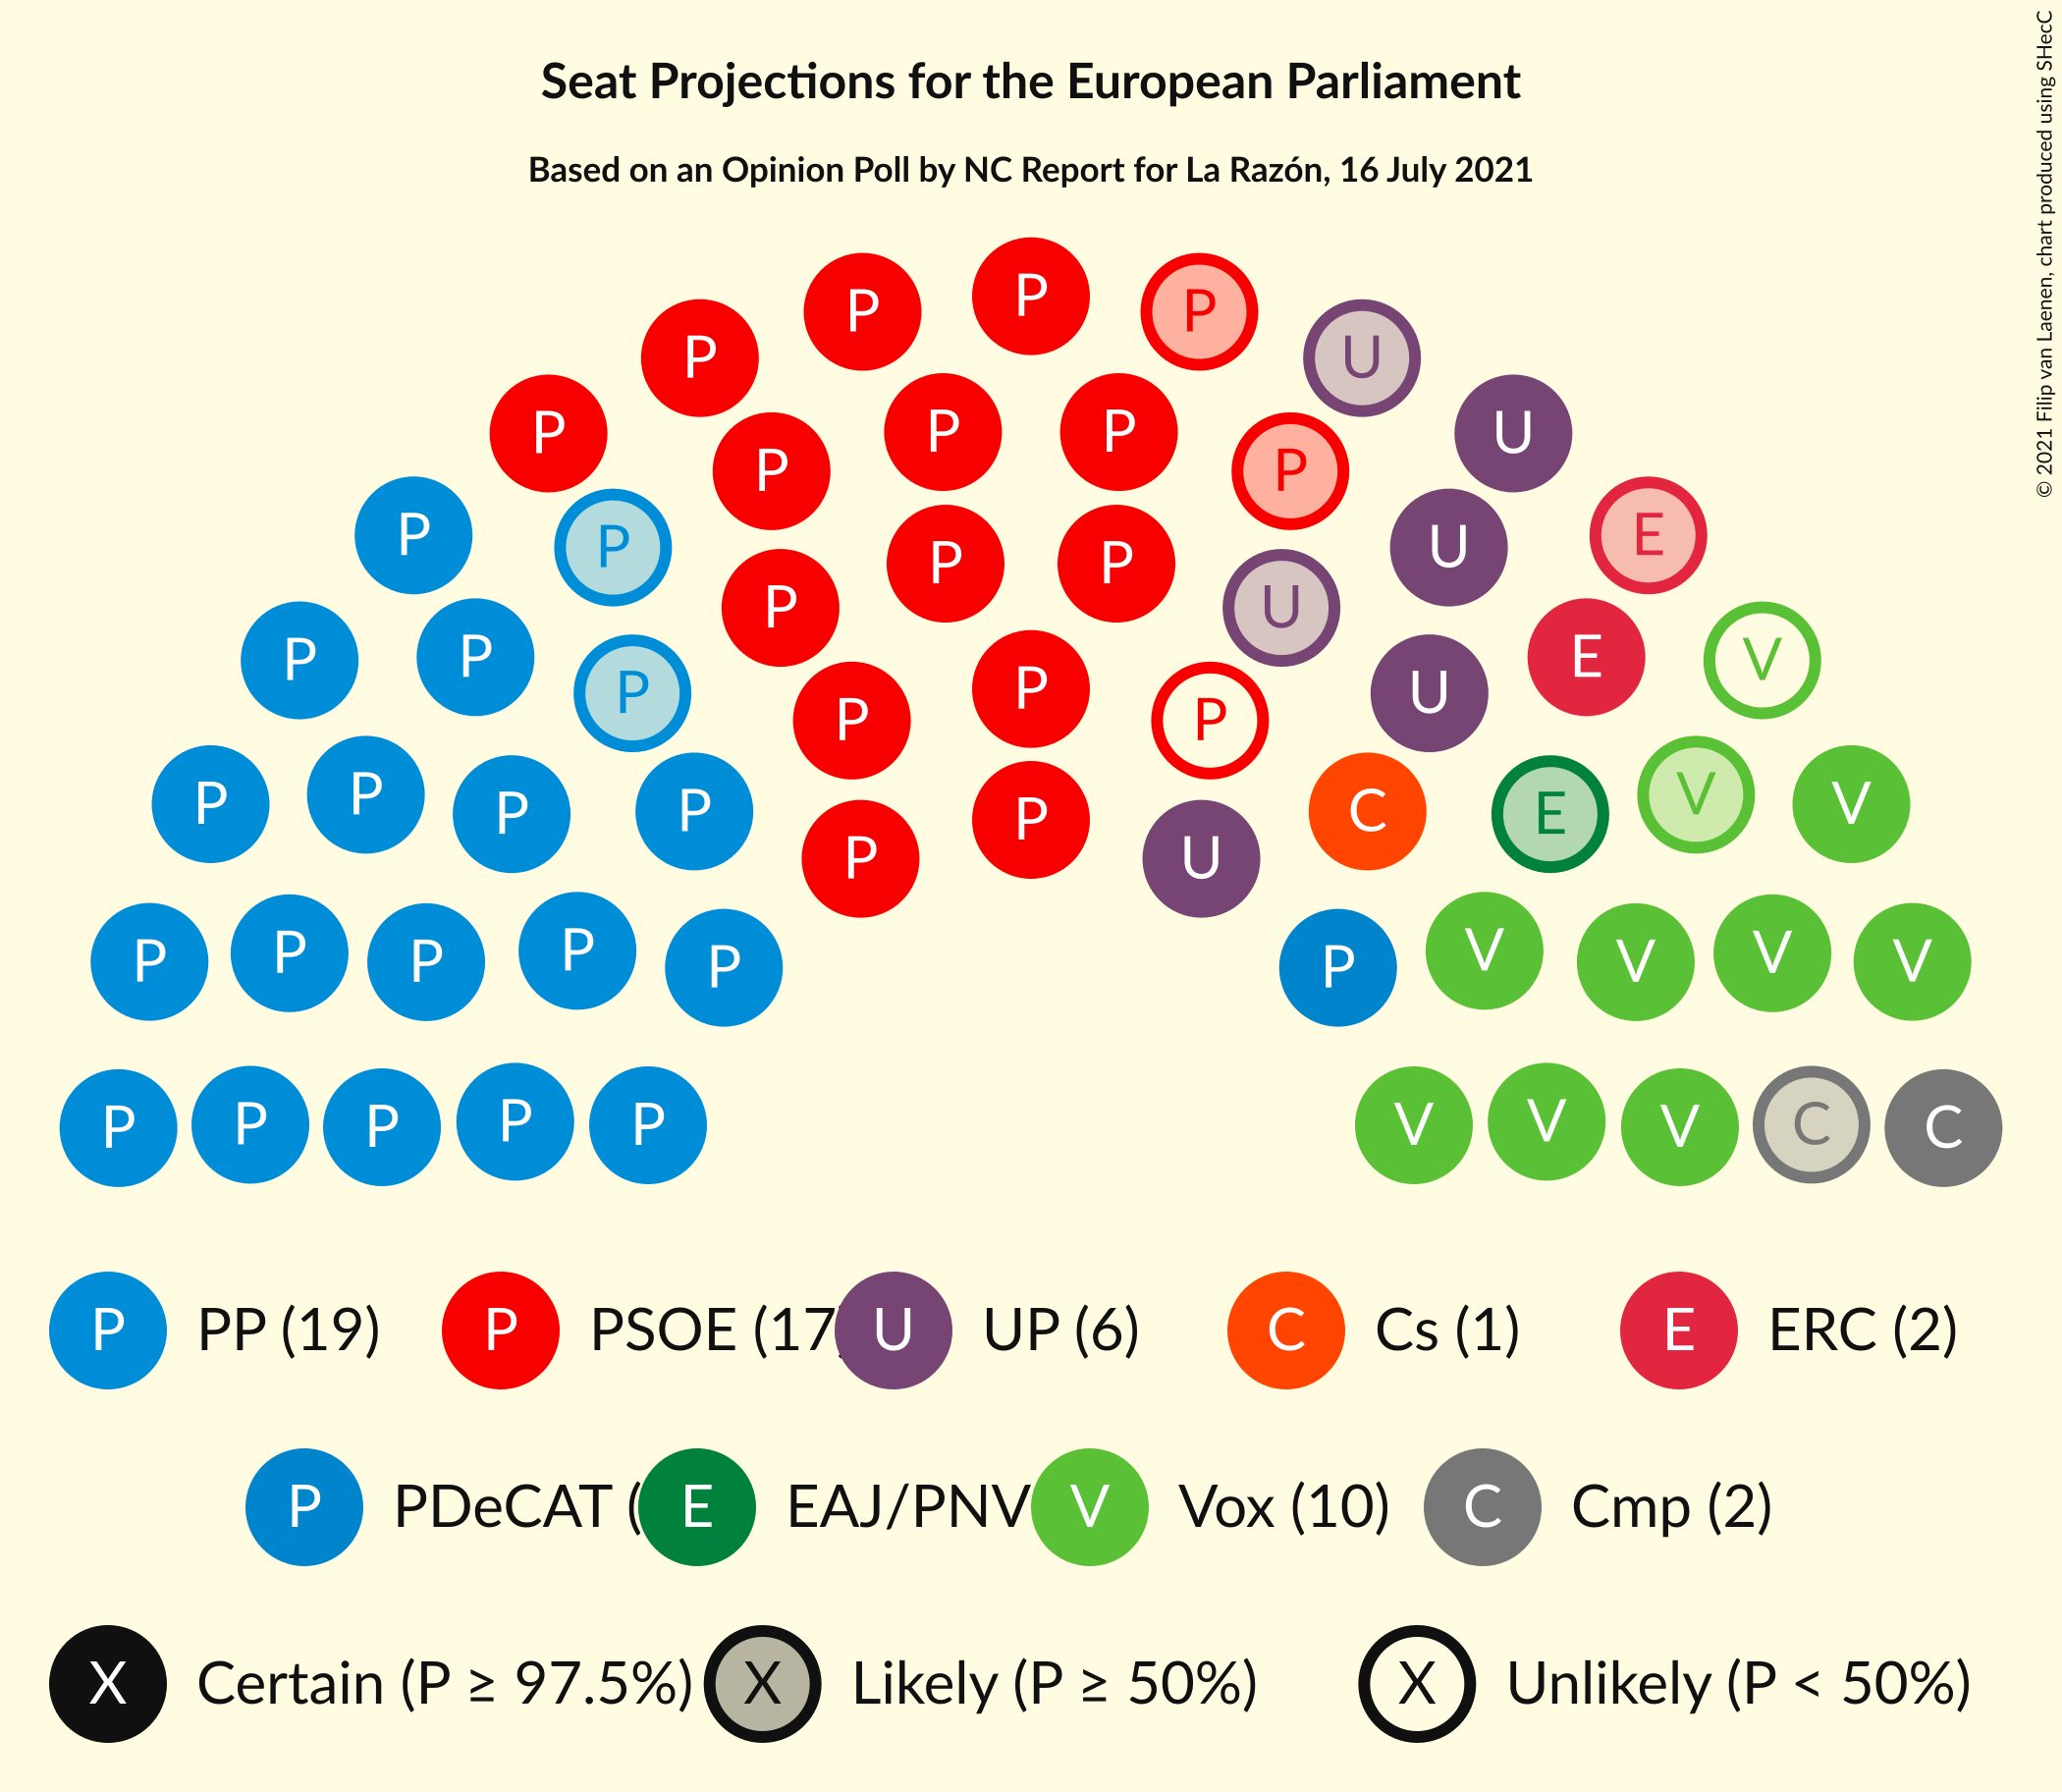 Seat Projections for the European Parliament
Based on an Opinion Poll by NC Report for La Razón, 16 July 2021
© 2021 Filip van Laenen, chart produced using SHecC
P P P P U
P P P P P P U U
P P P P P U E
P P P P U U E V
P P P P P P
P P P P P P U C E V V
P P P P P P V V V V
P P P P P V V V C C
P PP (19) P PSOE (17 U UP (6) C Cs (1) E ERC (2)
P PDeCAT ( E EAJ/PNV V Vox (10) C Cmp (2)
X Certain (P ≥ 97.5%) X Likely (P ≥ 50%) X Unlikely (P < 50%)